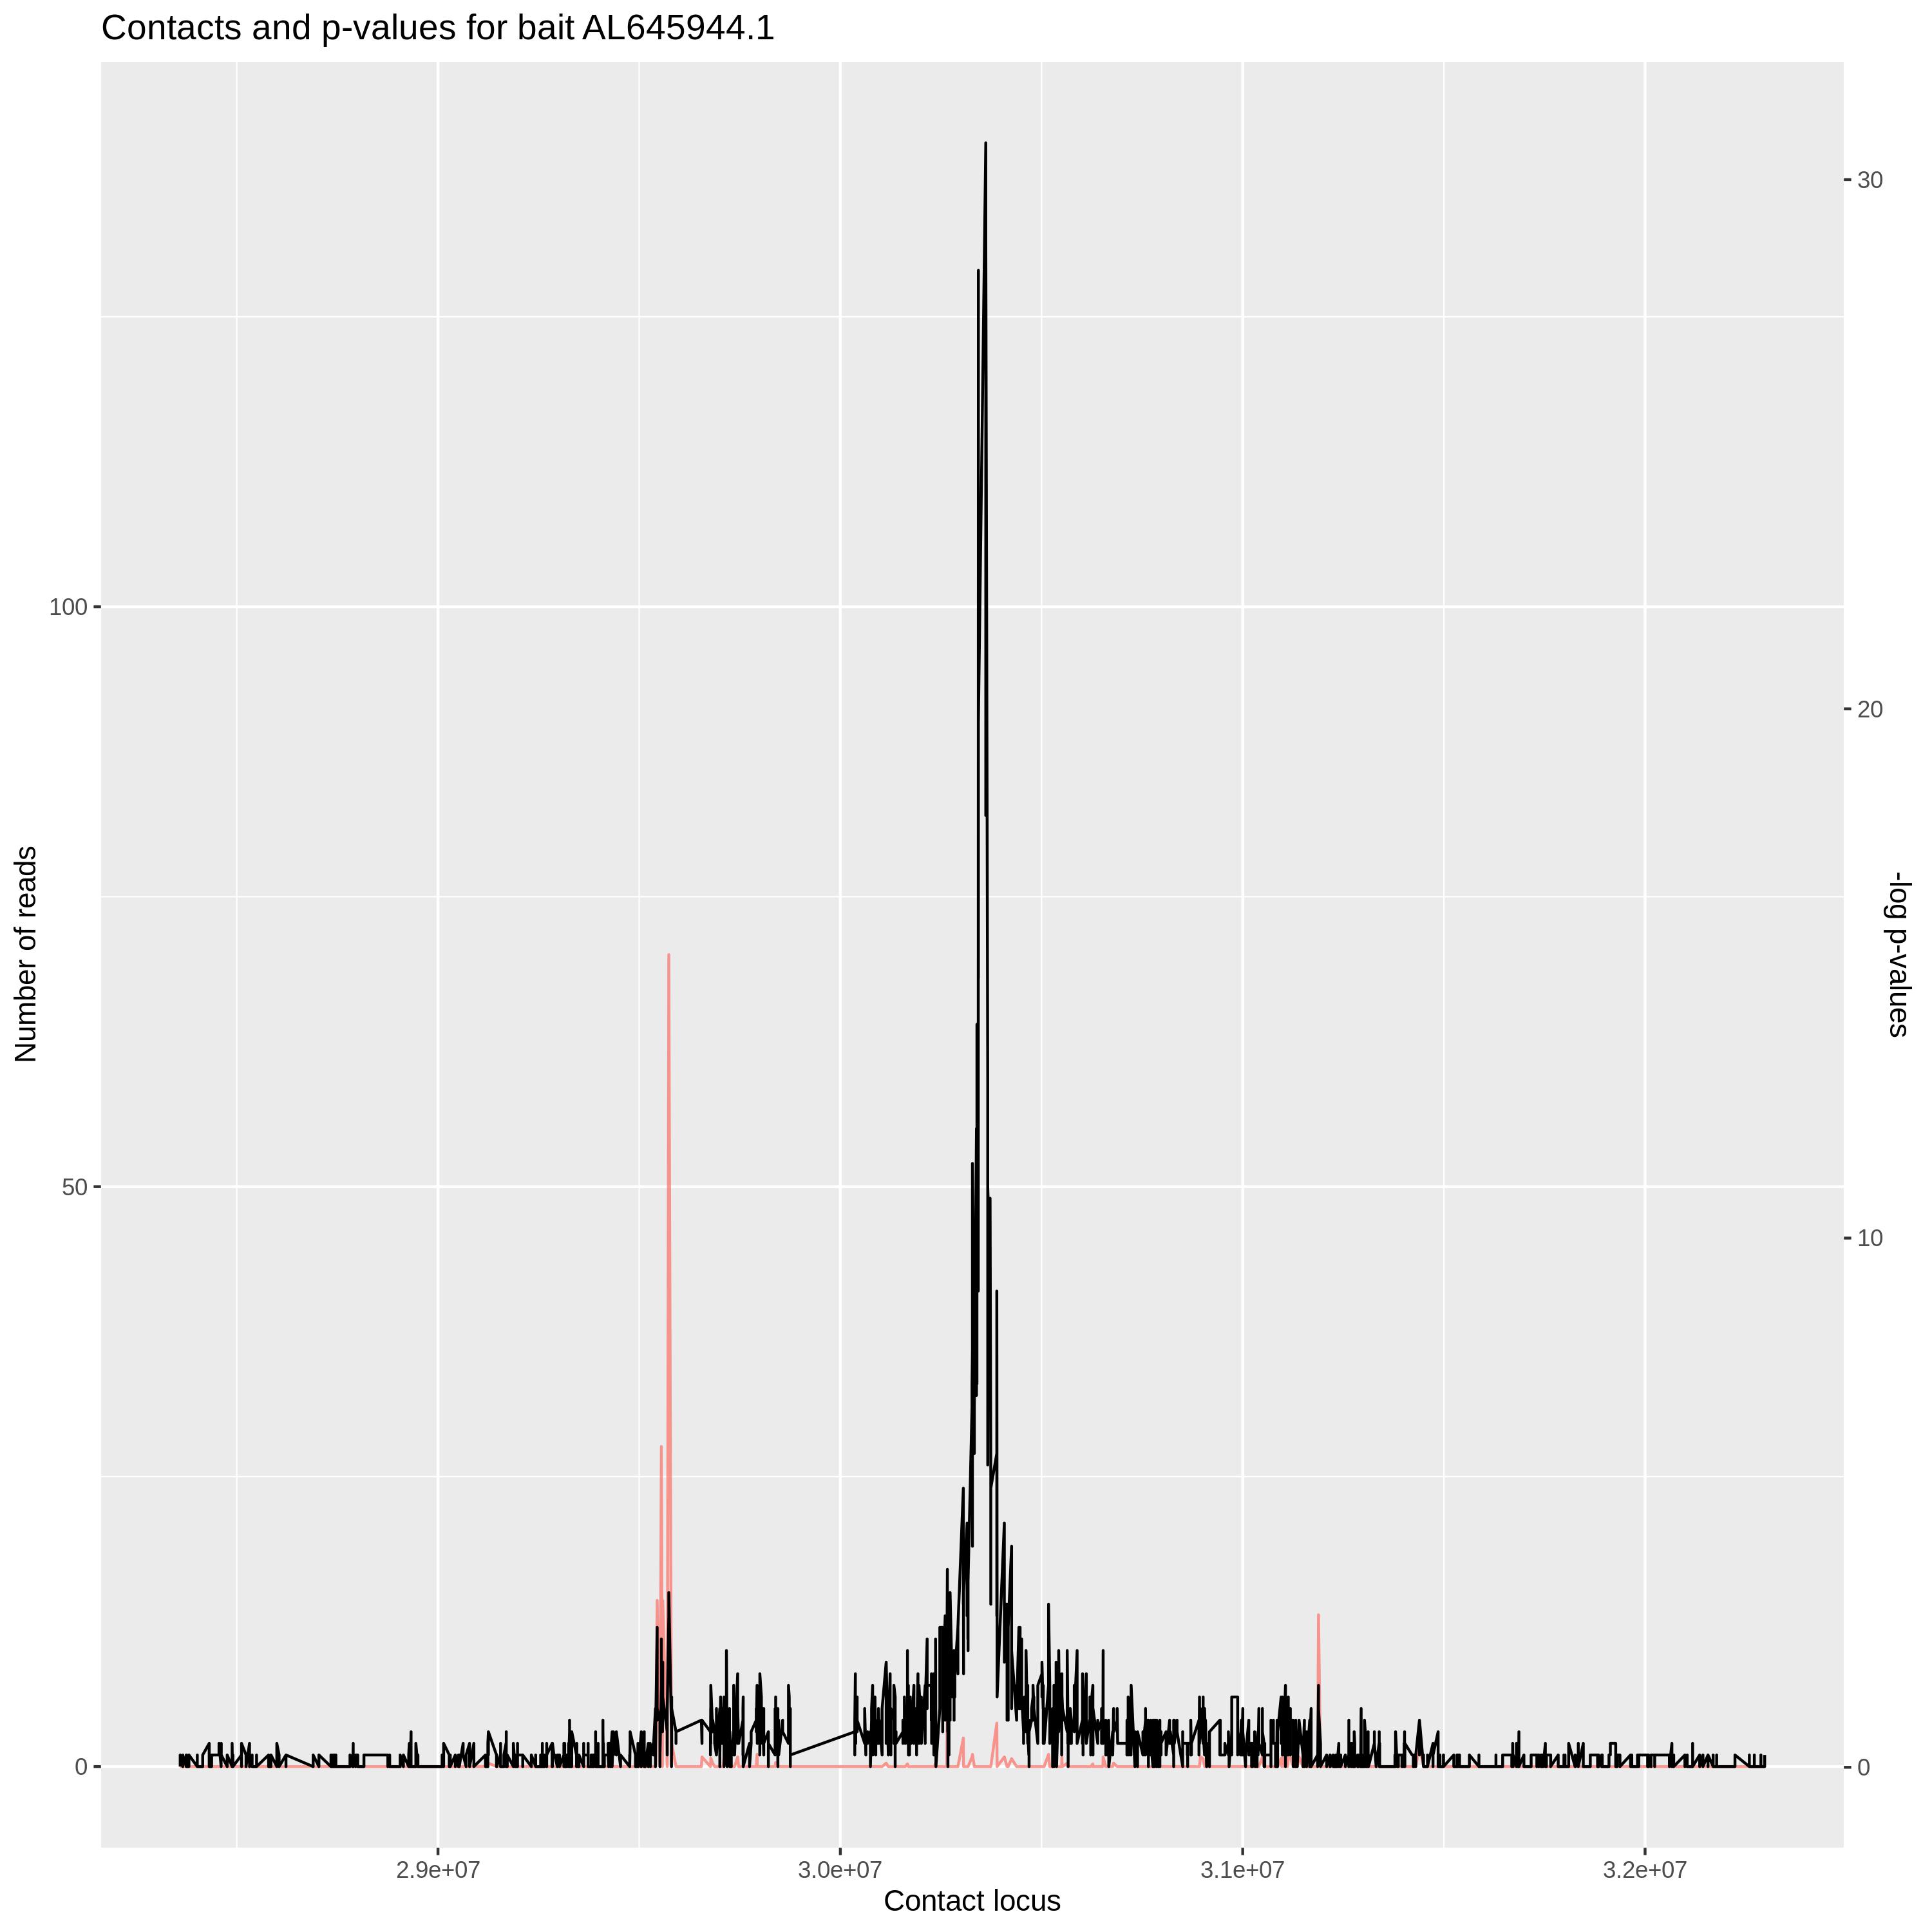 Contacts and p-values for bait AL645944.1
100
50
0
Number of reads
30
20
10
0
-log p-values
2.9e+07
3.0e+07
3.1e+07
3.2e+07
Contact locus